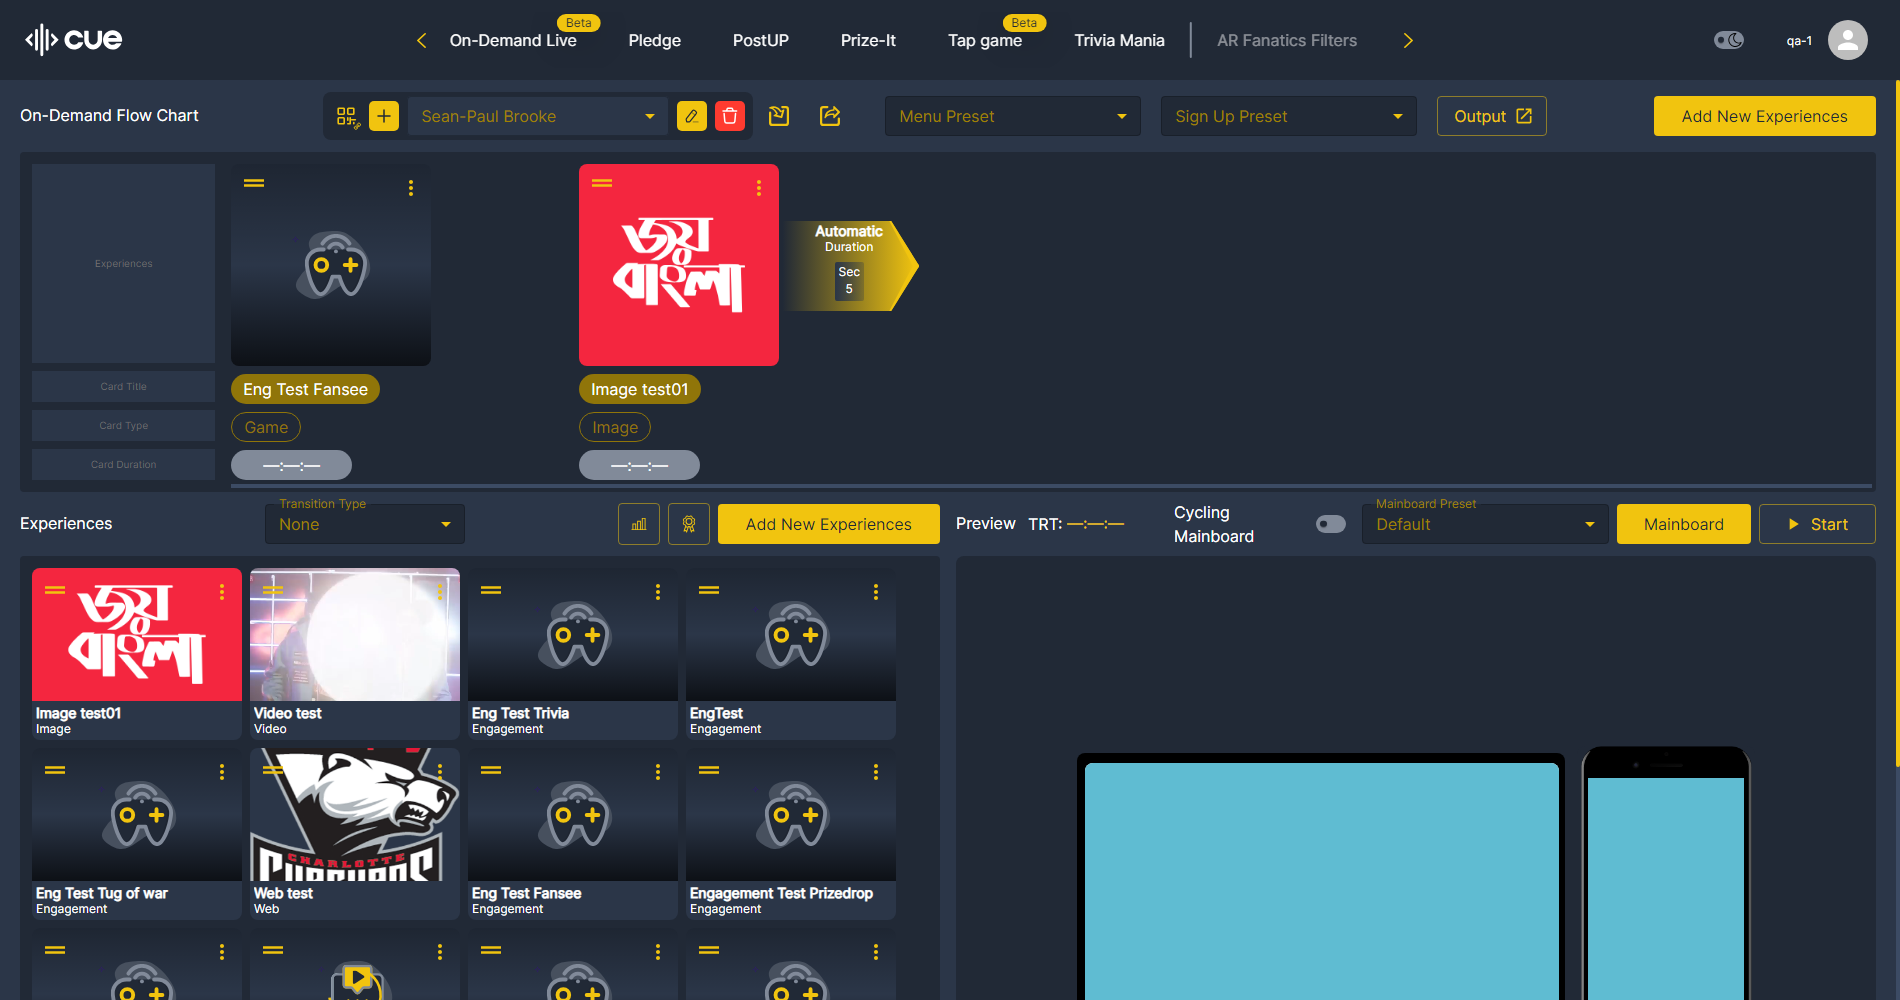 cue
On-Demand Live
Beta
Pledge
PostUP
Prize-It
Tap game
Beta
Trivia Mania
AR Fanatics Filters
qa-1
On-Demand Flow Chart
Sean-Paul Brooke
Menu Preset
Sign Up Preset
Output
Add New Experiences
Experiences
Card Title
Card Type
Card Duration
Eng Test Fansee
Game
—:—:—
জয়
বাংলা
Image test01
Image
—:—:—
Automatic
Duration
Sec
5
Experiences
Transition Type
None
Add New Experiences
Preview TRT: —:—:—
Cycling
Mainboard
Mainboard Preset
Default
Mainboard
Start
জয়
বাংলা
Image test01
Image
Video test
Video
Eng Test Trivia
Engagement
EngTest
Engagement
Eng Test Tug of war
Engagement
CHARLOTTE
Web test
Web
Eng Test Fansee
Engagement
Engagement Test Prizedrop
Engagement